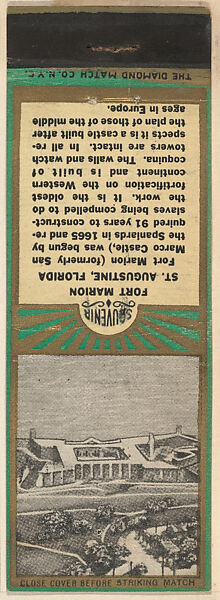 THE DIAMOND MATCH CO. N.Y.C.
SOUVENIR
FORT MARION
ST. AUGUSTINE, FLORIDA
Fort Marion (formerly San
Marco, Castle), was begun by
the Spaniards in 1665 and re-
quired 91 years to construct-
slaves being compelled to do
the work. It is the oldest
fortification on the Western
continent and is built of
coquina. The walls and watch
towers are intact. In all re-
spects it is a castle built after
the plan of those of the middle
ages in Europe.
CLOSE COVER BEFORE STRIKING MATCH